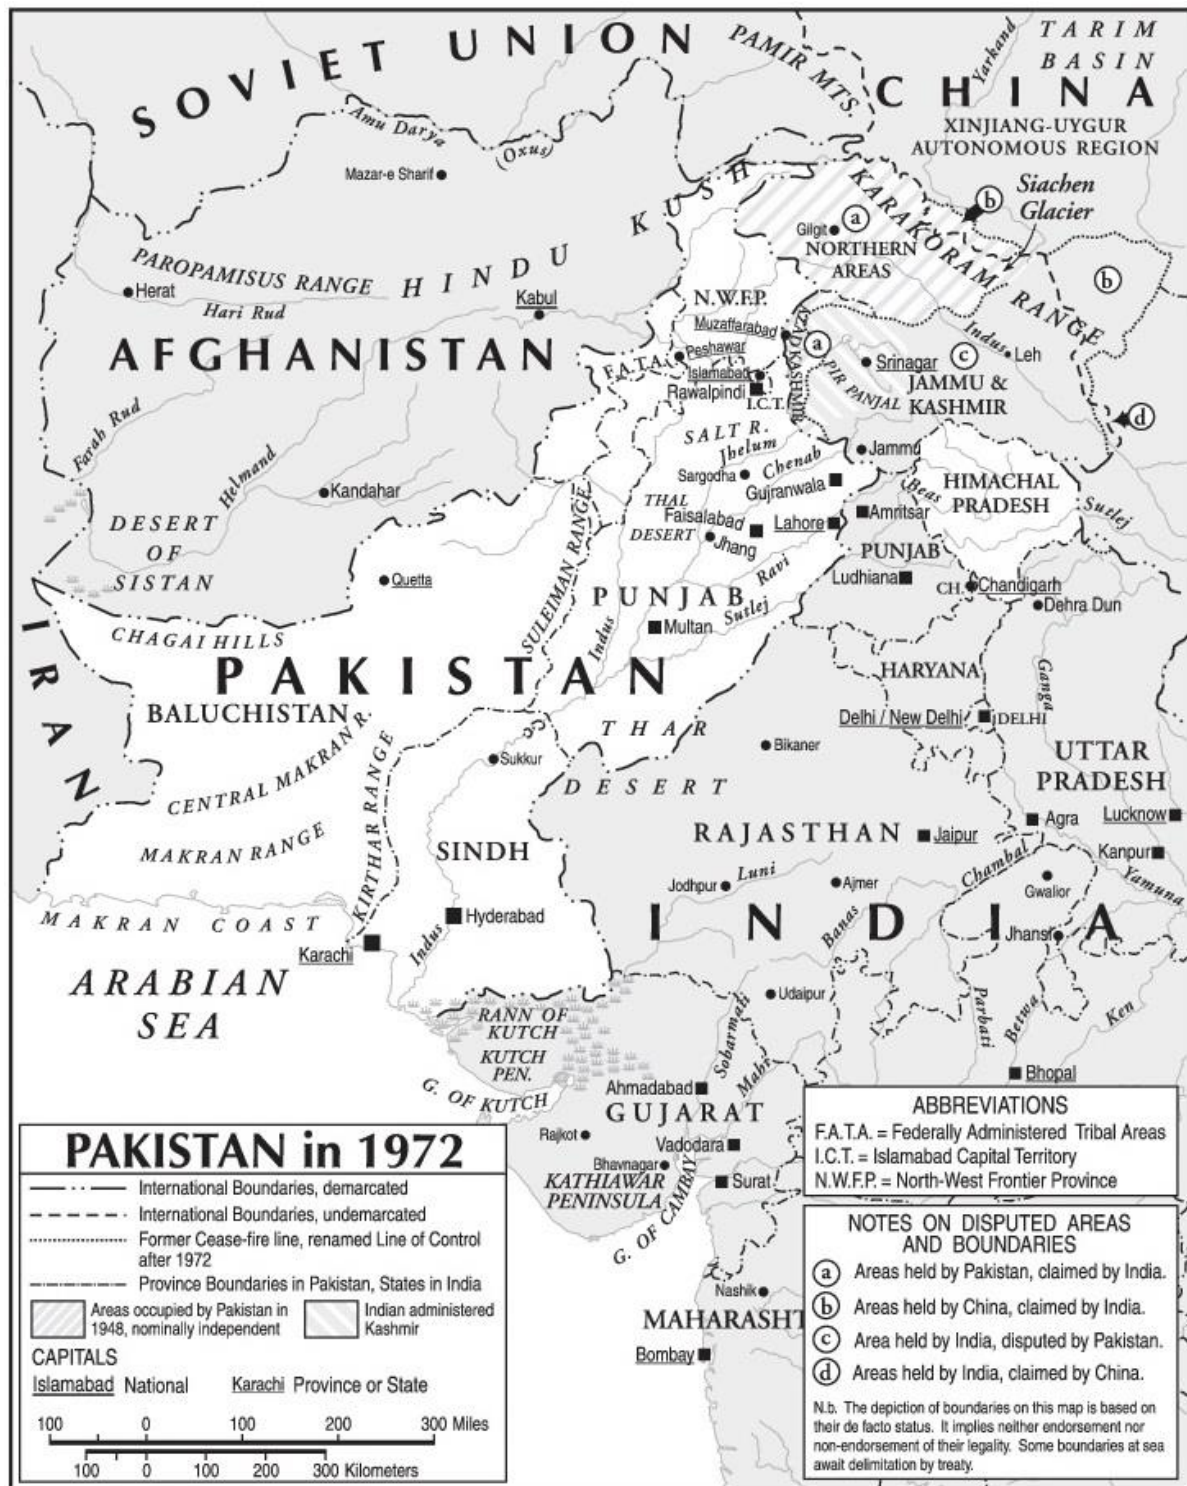 SOVIET UNION
PAMIR MTS.
Yarkand
TARIM
BASIN
CHINA
XINJIANG-UYGUR
AUTONOMOUS REGION
Amu Darya
(Oxus)
Mazar-e Sharif
HINDU KUSH
KARAKORAM RANGE
Siachen
Glacier
b
Gilgit
a
NORTHERN
AREAS
b
PAROPAMISUS RANGE
Herat
Hari Rud
Kabul
N.W.F.P.
Muzaffarabad
AZAD KASHMIR
a
Indus
Leh
AFGHANISTAN
Peshawar
F.A.T.A.
Islamabad
Rawalpindi
I.C.T.
Srinagar
c
PIR PANJAL
JAMMU &
KASHMIR
d
Farah Rud
Helmand
SALT R.
Jhelum
Chenab
Jammu
Sargodha
Gujranwala
Kandahar
THAL
DESERT
Faisalabad
Jhang
Lahore
Amritsar
Beas
HIMACHAL
PRADESH
Sutlej
DESERT
OF
SISTAN
SULEIMAN RANGE
Ravi
PUNJAB
Ludhiana
CH.
Chandigarh
Quetta
PUNJAB
Sutlej
Dehra Dun
CHAGAI HILLS
Indus
Multan
IRAN
PAKISTAN
HARYANA
Ganga
BALUCHISTAN
Delhi / New Delhi
DELHI
THAR
DESERT
Bikaner
UTTAR
PRADESH
Sukkur
CENTRAL MAKRAN R.
KIRTHAR RANGE
MAKRAN RANGE
RAJASTHAN
Jaipur
Agra
Lucknow
SINDH
Chambal
Kanpur
Luni
Jodhpur
Ajmer
Gwalior
Yamuna
MAKRAN COAST
Hyderabad
INDIA
Banas
Jhansi
Karachi
Indus
ARABIAN
SEA
Udaipur
Parbati
Betwa
Ken
RANN OF
KUTCH
KUTCH
PEN.
Sobarmati
Mahi
Bhopal
G. OF KUTCH
Ahmadabad
GUJARAT
Rajkot
Vadodara
Bhavnagar
KATHIAWAR
PENINSULA
Surat
G. OF CAMBAY
Nashik
MAHARASHT
Bombay
PAKISTAN in 1972
International Boundaries, demarcated
International Boundaries, undemarcated
Former Cease-fire line, renamed Line of Control
after 1972
Province Boundaries in Pakistan, States in India
Areas occupied by Pakistan in
1948, nominally independent
Indian administered
Kashmir
CAPITALS
Islamabad National Karachi Province or State
100 0 100 200 300 Miles
100 0 100 200 300 Kilometers
ABBREVIATIONS
F.A.T.A. = Federally Administered Tribal Areas
I.C.T. = Islamabad Capital Territory
N.W.F.P. = North-West Frontier Province
NOTES ON DISPUTED AREAS
AND BOUNDARIES
a Areas held by Pakistan, claimed by India.
b Areas held by China, claimed by India.
c Area held by India, disputed by Pakistan.
d Areas held by India, claimed by China.
N.b. The depiction of boundaries on this map is based on
their de facto status. It implies neither endorsement nor
non-endorsement of their legality. Some boundaries at sea
await delimitation by treaty.